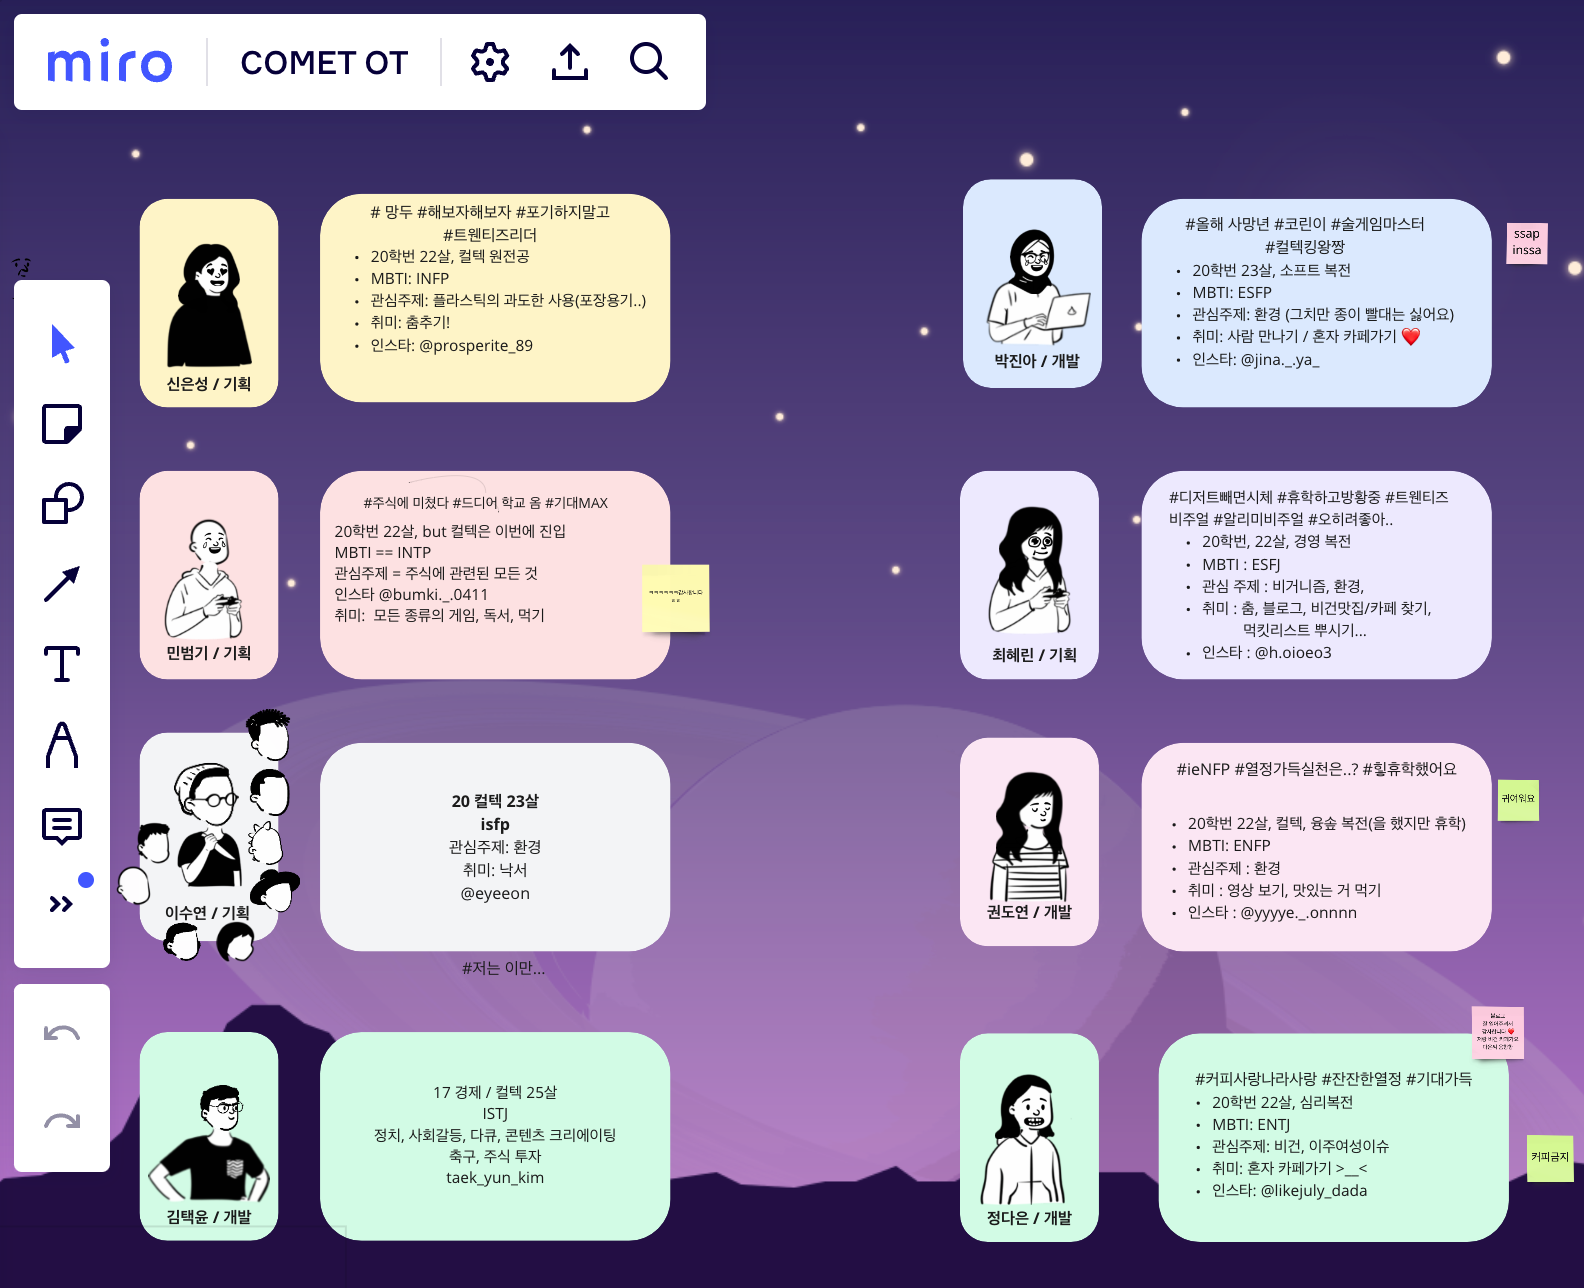 miro
COMET OT
# 망두 #해보자해보자 #포기하지말고
#트웬티즈리더
• 20학번 22살, 컬텍 원전공
• MBTI: INFP
• 관심주제: 플라스틱의 과도한 사용(포장용기..)
• 취미: 춤추기!
• 인스타: @prosperite_89
신은성 / 기획
#올해 사망년 #코린이 #술게임마스터
#컬텍킹왕짱
• 20학번 23살, 소프트 복전
• MBTI: ESFP
• 관심주제: 환경 (그치만 종이 빨대는 싫어요)
• 취미: 사람 만나기 / 혼자 카페가기 ❤️
• 인스타: @jina._.ya_
박진아 / 개발
ssap
inssa
#주식에 미쳤다 #드디어 학교 옴 #기대MAX
20학번 22살, but 컬텍은 이번에 진입
MBTI == INTP
관심주제 = 주식에 관련된 모든 것
인스타 @bumki._.0411
취미: 모든 종류의 게임, 독서, 먹기
민범기 / 기획
#디저트빼면시체 #휴학하고방황중 #트웬티즈
비주얼 #알리미비주얼 #오히려좋아..
• 20학번, 22살, 경영 복전
• MBTI : ESFJ
• 관심 주제 : 비거니즘, 환경,
• 취미 : 춤, 블로그, 비건맛집/카페 찾기,
먹킷리스트 뿌시기...
• 인스타 : @h.oioeo3
최혜린 / 기획
20 컬텍 23살
isfp
관심주제: 환경
취미: 낙서
@eyeeon
이수연 / 기획
#저는 이만...
#ieNFP #열정가득실천은..? #힣휴학했어요
• 20학번 22살, 컬텍, 융솦 복전(을 했지만 휴학)
• MBTI: ENFP
• 관심주제 : 환경
• 취미 : 영상 보기, 맛있는 거 먹기
• 인스타 : @yyyye._.onnnn
권도연 / 개발
귀여워요
17 경제 / 컬텍 25살
ISTJ
정치, 사회갈등, 다큐, 콘텐츠 크리에이팅
축구, 주식 투자
taek_yun_kim
김택윤 / 개발
#커피사랑나라사랑 #잔잔한열정 #기대가득
• 20학번 22살, 심리복전
• MBTI: ENTJ
• 관심주제: 비건, 이주여성이슈
• 취미: 혼자 카페가기 >__<
• 인스타: @likejuly_dada
정다은 / 개발
커피금지